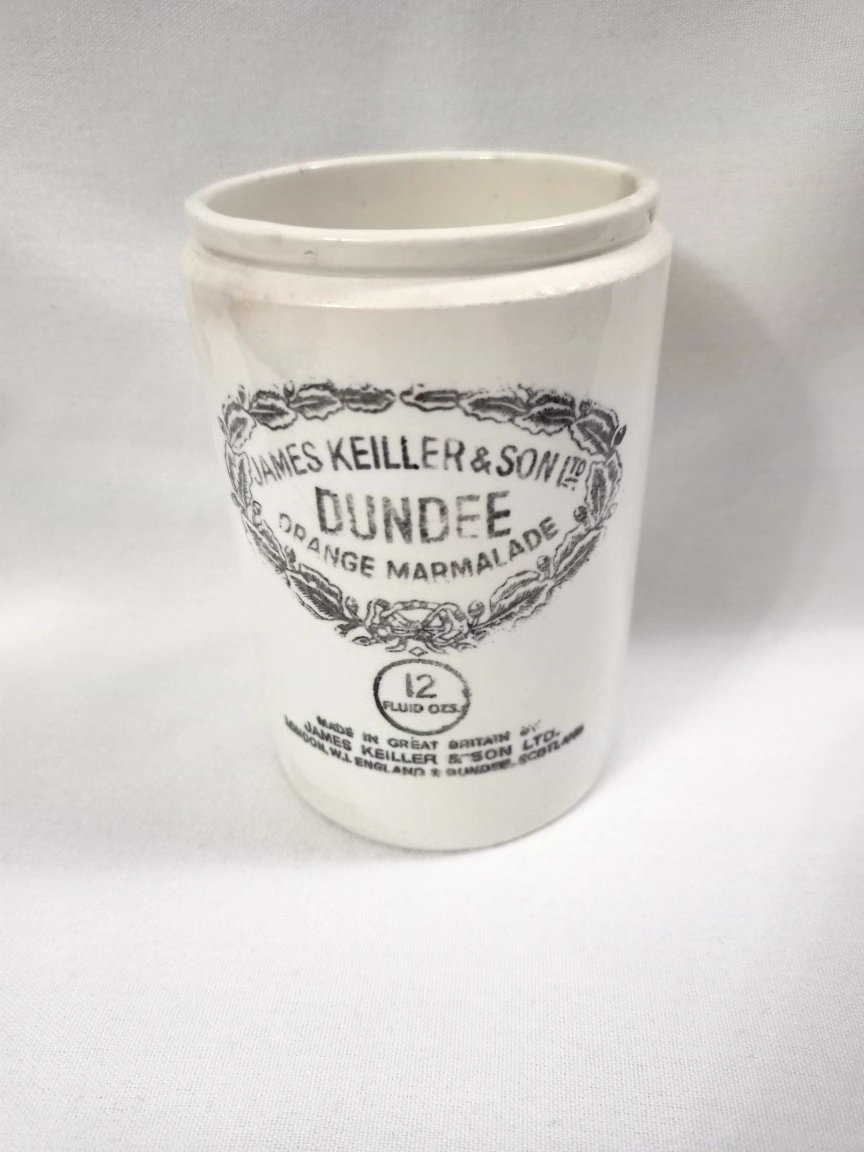 JAMES KEILLER & SON LTD
DUNDEE
ORANGE MARMALADE
12
FLUID OZS.
MADE IN GREAT BRITAIN BY
JAMES KEILLER & SON LTD.
LONDON. W.1. ENGLAND & DUNDEE. SCOTLAND